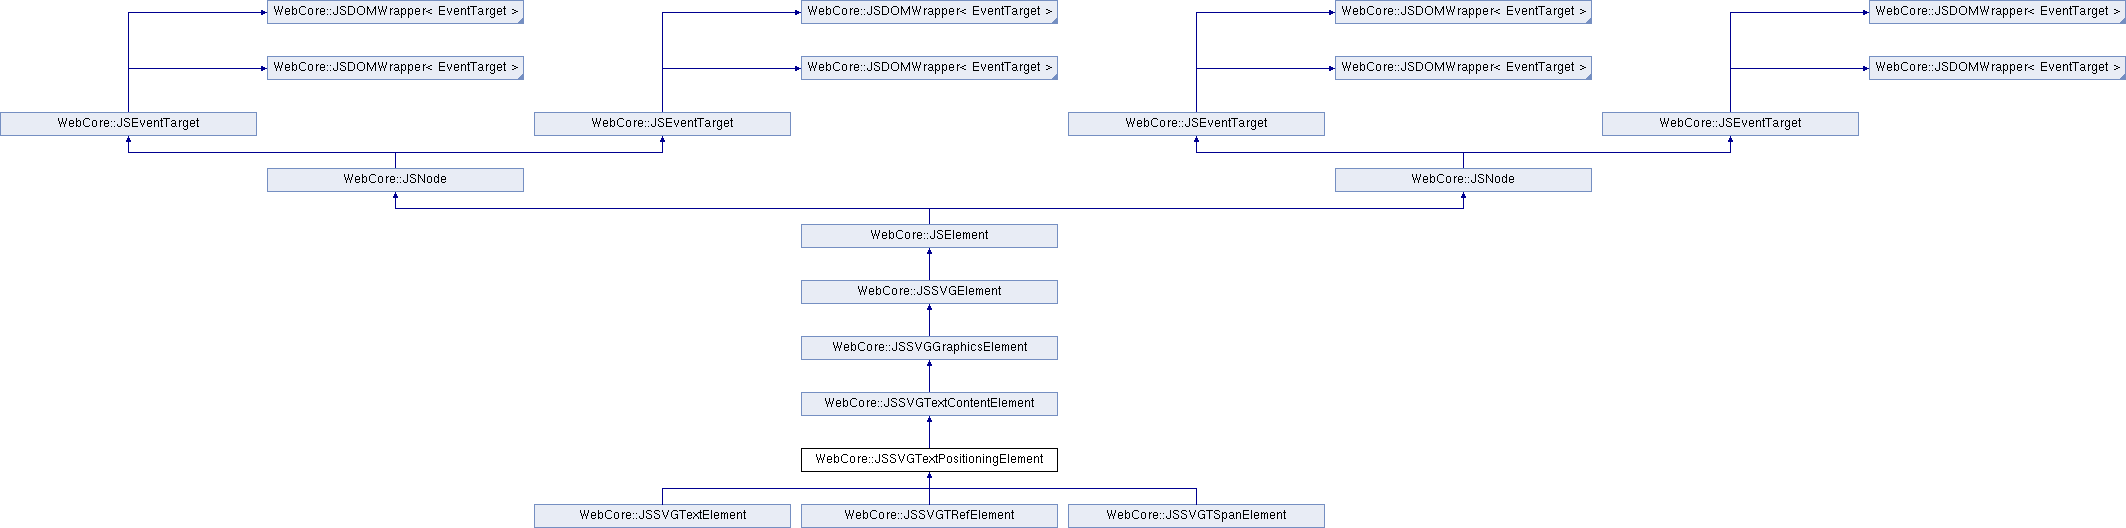 WebCore::JSDOMWrapper< EventTarget >
WebCore::JSDOMWrapper< EventTarget >
WebCore::JSDOMWrapper< EventTarget >
WebCore::JSDOMWrapper< EventTarget >
WebCore::JSDOMWrapper< EventTarget >
WebCore::JSDOMWrapper< EventTarget >
WebCore::JSDOMWrapper< EventTarget >
WebCore::JSDOMWrapper< EventTarget >
WebCore::JSEventTarget
WebCore::JSEventTarget
WebCore::JSEventTarget
WebCore::JSEventTarget
WebCore::JSNode
WebCore::JSNode
WebCore::JSElement
WebCore::JSSVGElement
WebCore::JSSVGGraphicsElement
WebCore::JSSVGTextContentElement
WebCore::JSSVGTextPositioningElement
WebCore::JSSVGTextElement
WebCore::JSSVGTRefElement
WebCore::JSSVGTSpanElement